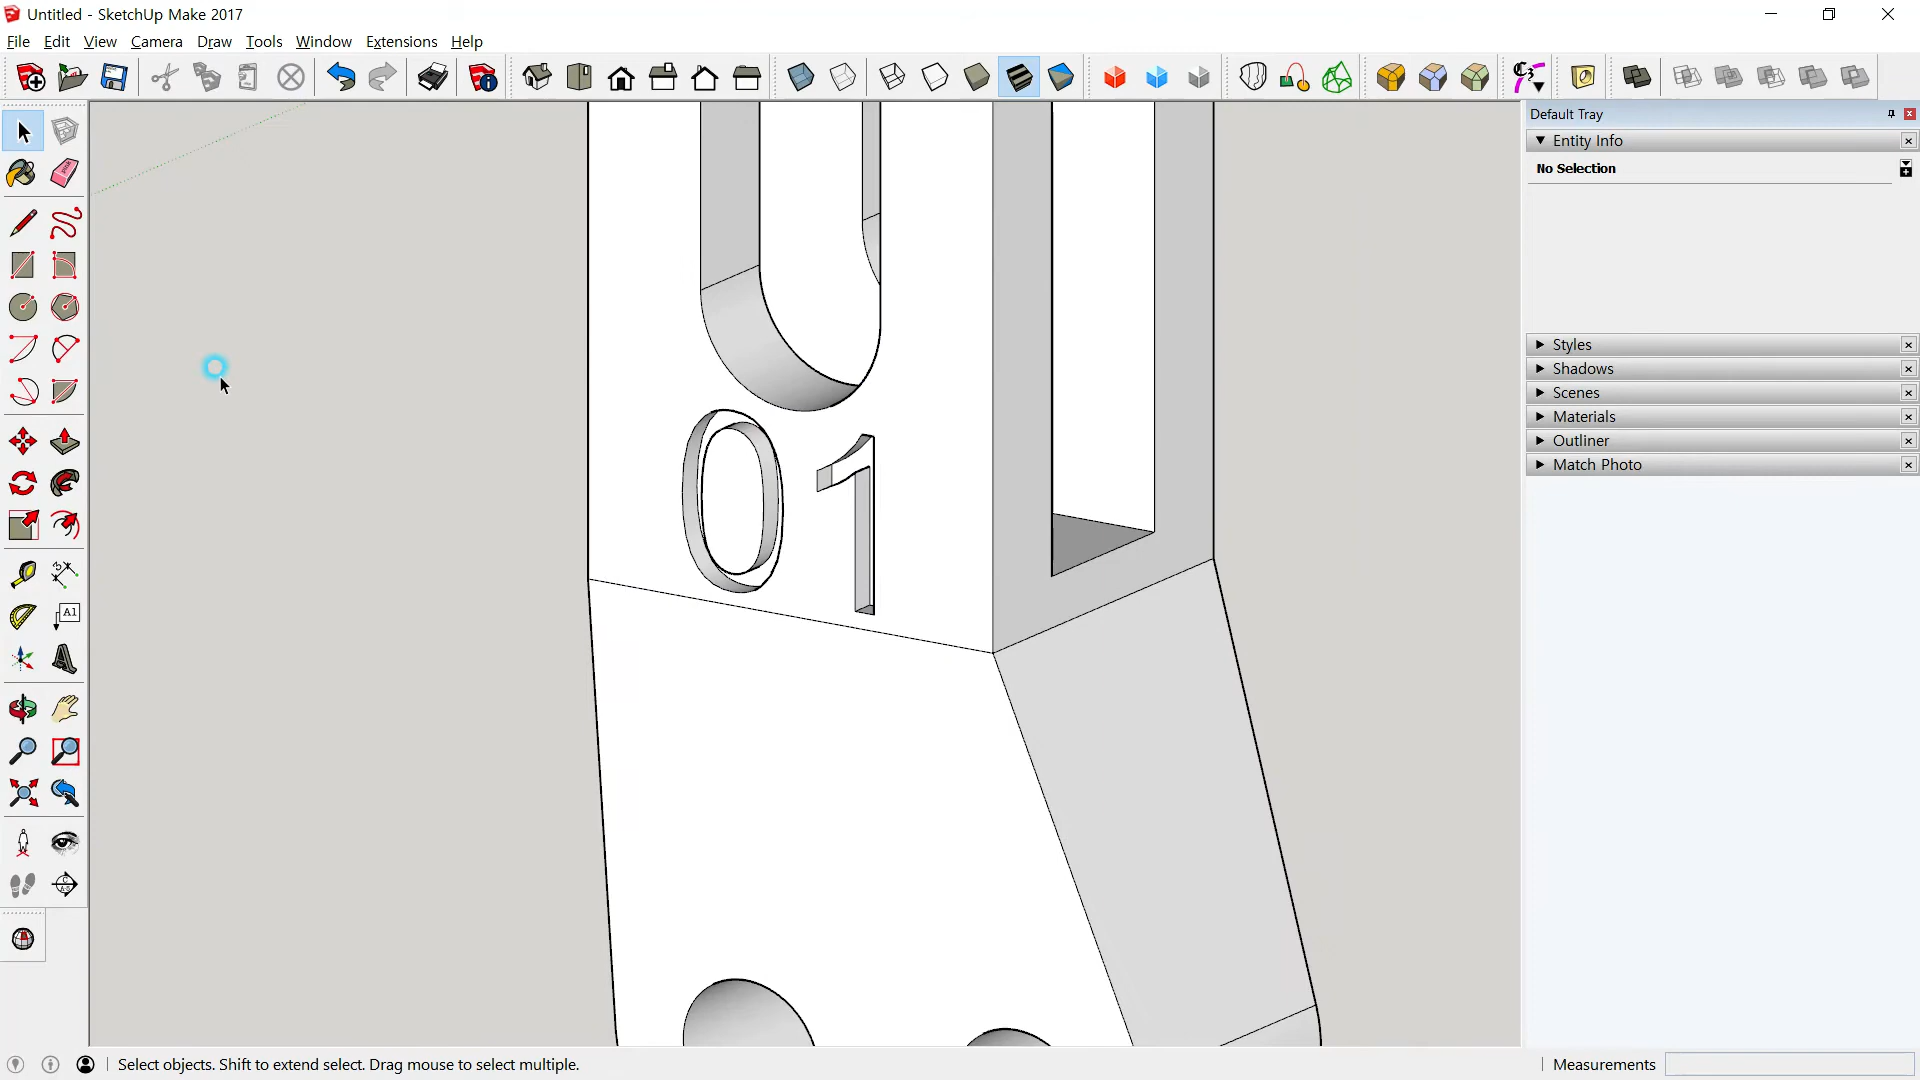 Untitled - SketchUp Make 2017
File Edit View Camera Draw Tools Window Extensions Help
Default Tray
Entity Info
No Selection
Styles
Shadows
Scenes
Materials
Outliner
Match Photo
A1
01
Select objects. Shift to extend select. Drag mouse to select multiple.
Measurements